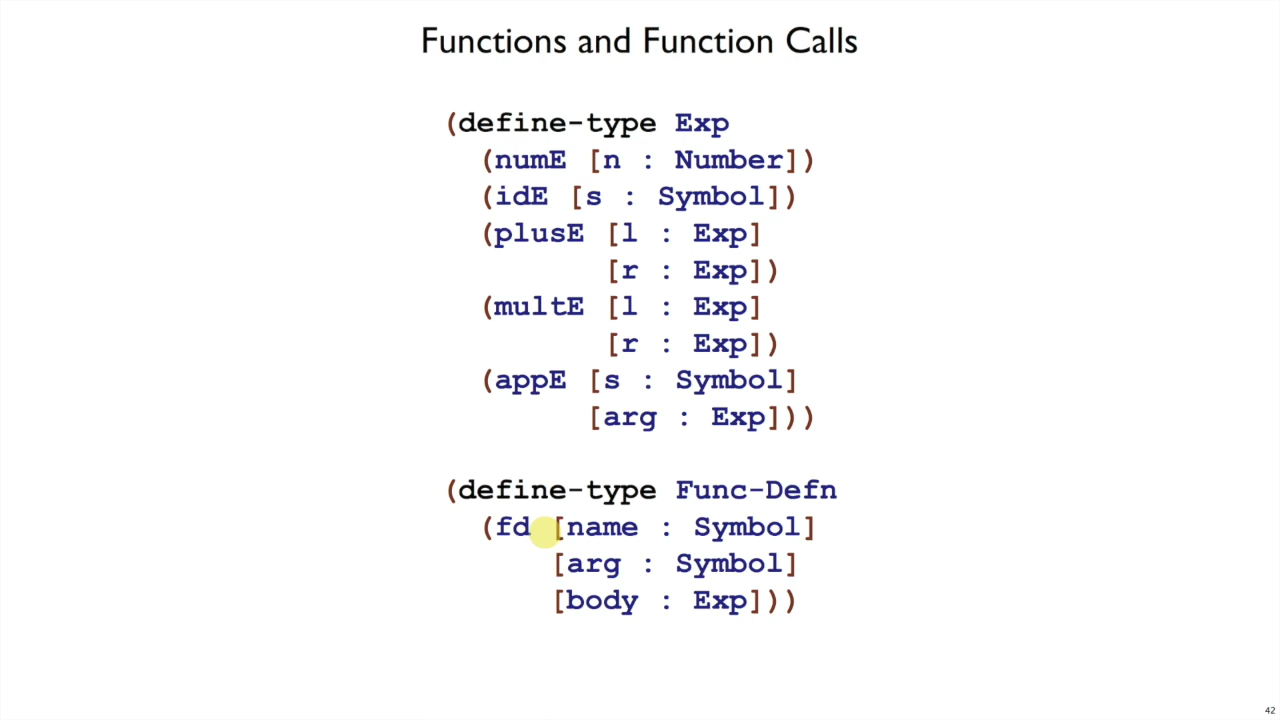 Functions and Function Calls
(define-type Exp
(numE [n : Number])
(idE [s : Symbol])
(plusE [l : Exp]
[r : Exp])
(multE [l : Exp]
[r : Exp])
(appE [s : Symbol]
[arg : Exp]))
(define-type Func-Defn
(fd [name : Symbol]
[arg : Symbol]
[body : Exp]))
42